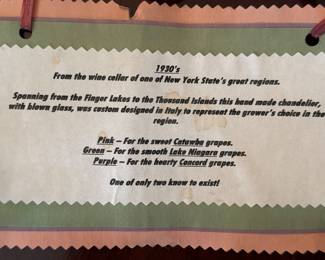 1930's
From the wine cellar of one of New York State's great regions.
Spanning from the Finger Lakes to the Thousand Islands this hand made chandelier,
with blown glass, was custom designed in Italy to represent the grower's choice in the
region.
Pink – For the sweet Catawba grapes.
Green – For the smooth Lake Niagara grapes.
Purple – For the hearty Concord grapes.
One of only two know to exist!